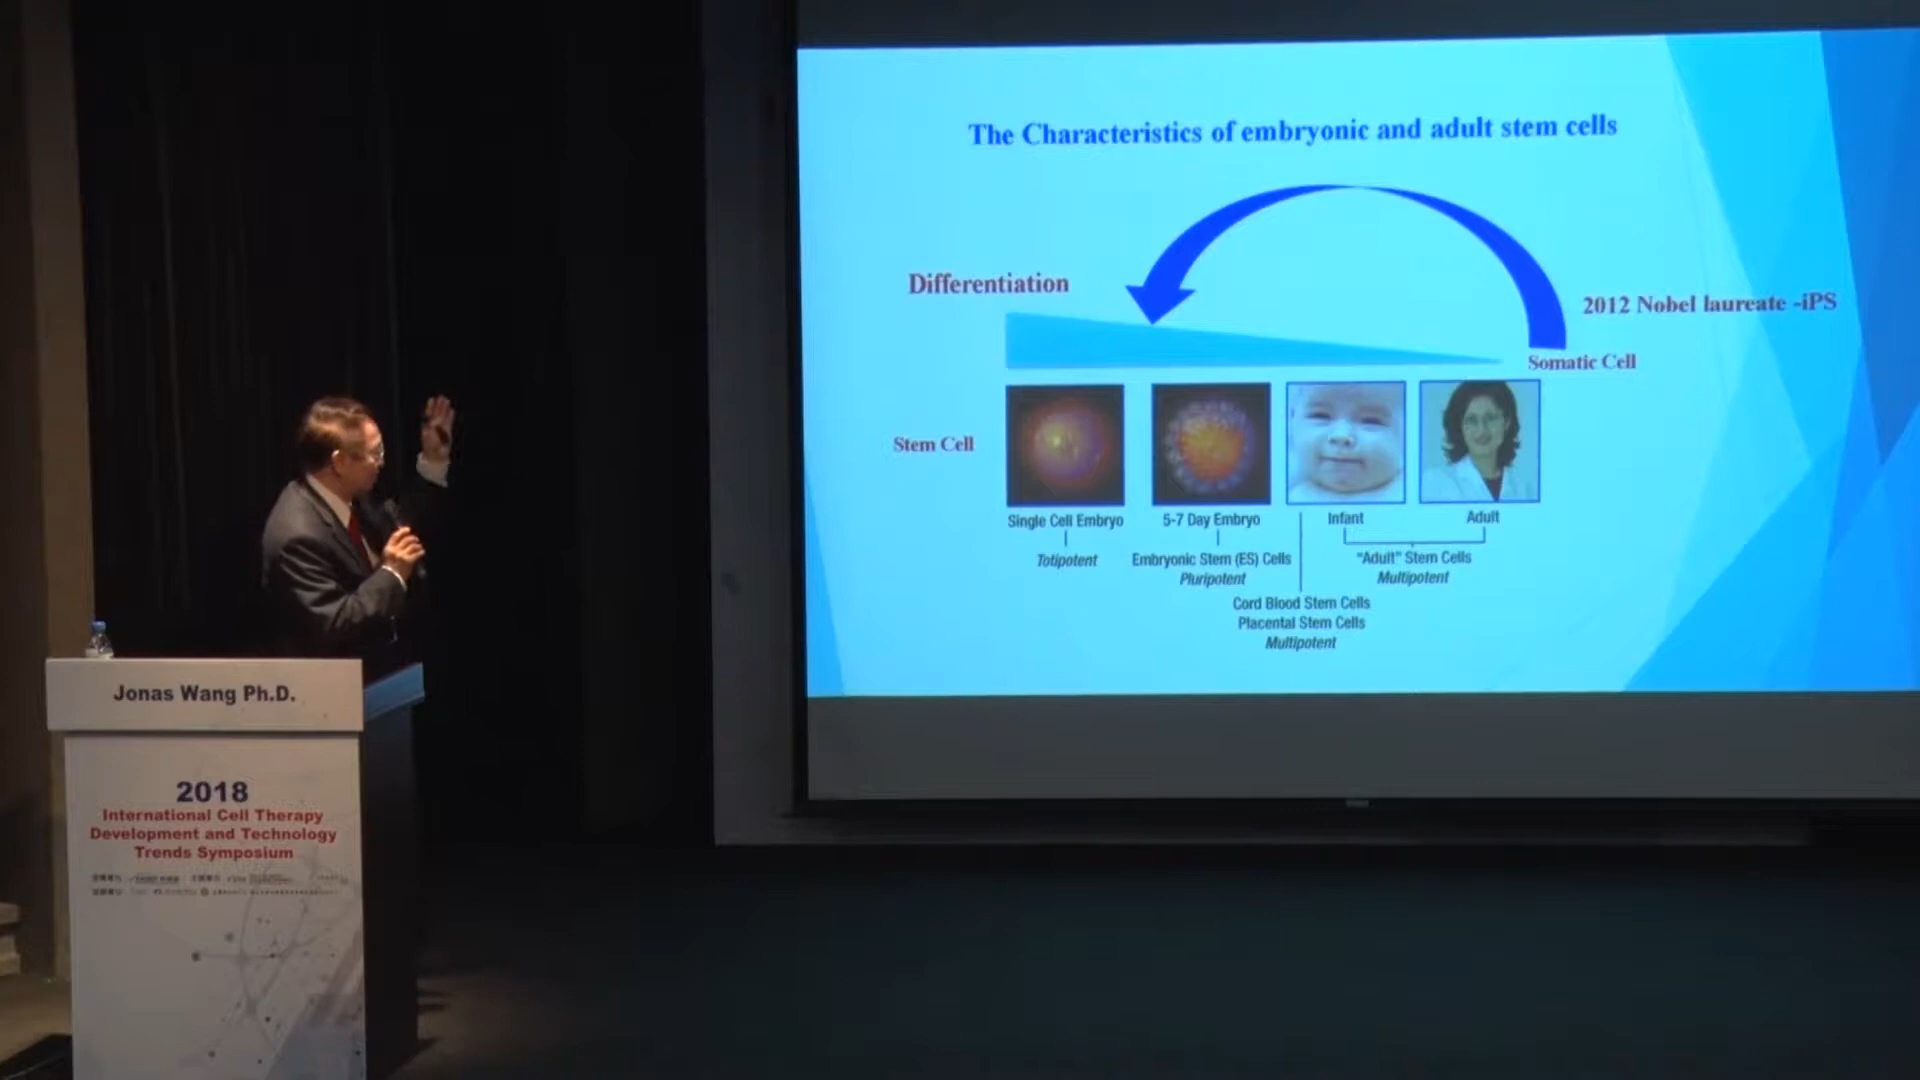 The Characteristics of embryonic and adult stem cells
Differentiation
2012 Nobel laureate -iPS
Somatic Cell
Stem Cell
Single Cell Embryo
Totipotent
5-7 Day Embryo
Embryonic Stem (ES) Cells
Pluripotent
Infant
Adult
"Adult" Stem Cells
Multipotent
Cord Blood Stem Cells
Placental Stem Cells
Multipotent
Jonas Wang Ph.D.
2018
International Cell Therapy
Development and Technology
Trends Symposium